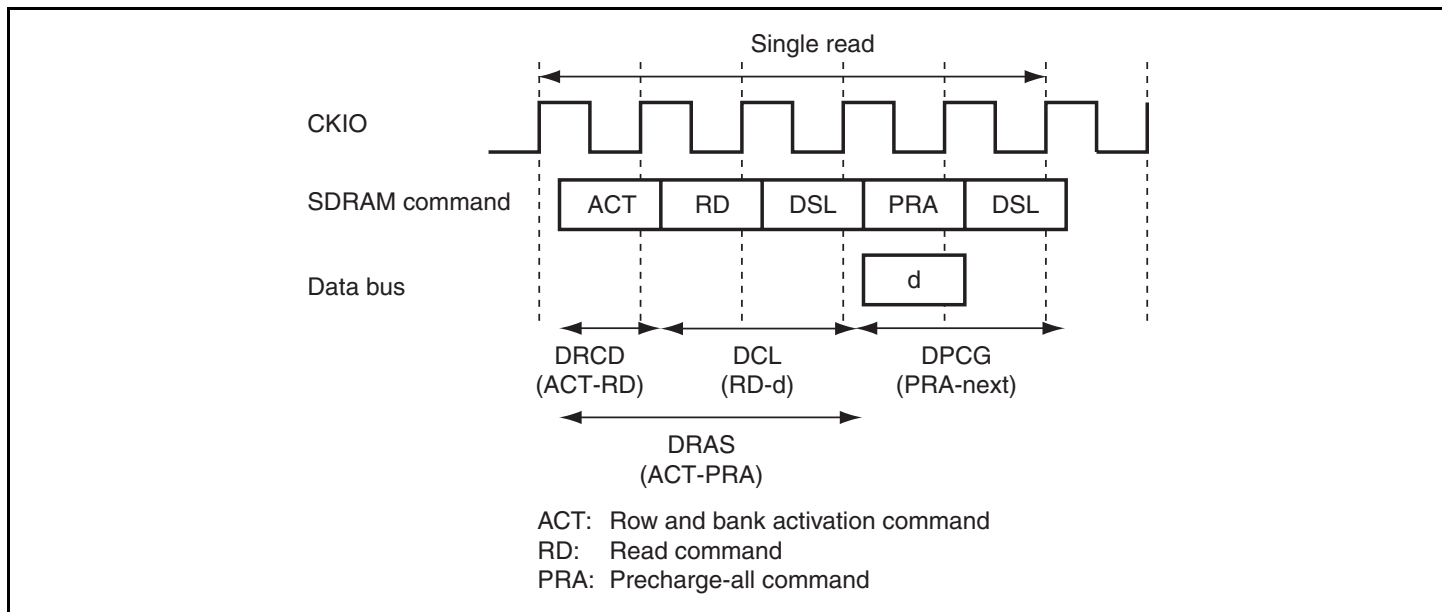 Single read
CKIO
SDRAM command
ACT RD DSL PRA DSL
Data bus
d
DRCD DCL DPCG
(ACT-RD) (RD-d) (PRA-next)
DRAS
(ACT-PRA)
ACT: Row and bank activation command
RD: Read command
PRA: Precharge-all command